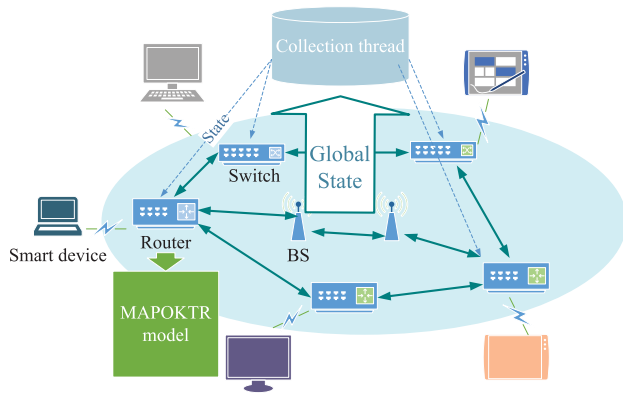 Collection thread
State
Switch
Global
State
Smart device
Router
BS
MAPOKTR
model